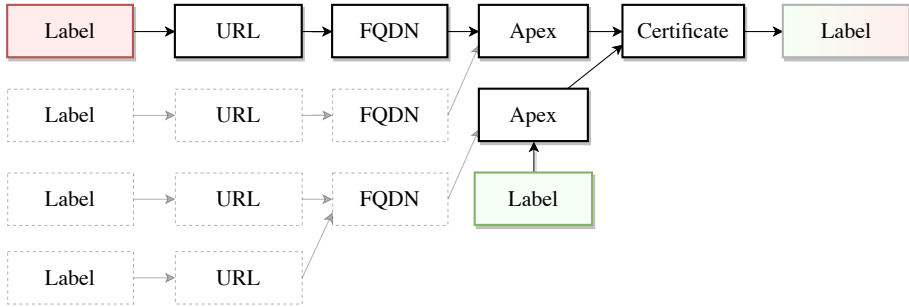 Label URL FQDN Apex Certificate Label
Label URL FQDN Apex
Label URL FQDN Label
Label URL